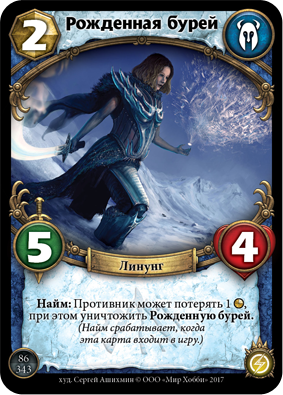 2
Рожденная бурей
5
Линунг
4
Найм: Противник может потерять 1 ,
при этом уничтожить Рожденную бурей.
(Найм срабатывает, когда
эта карта входит в игру.)
86
343
худ. Сергей Ашихмин © ООО «Мир Хобби» 2017